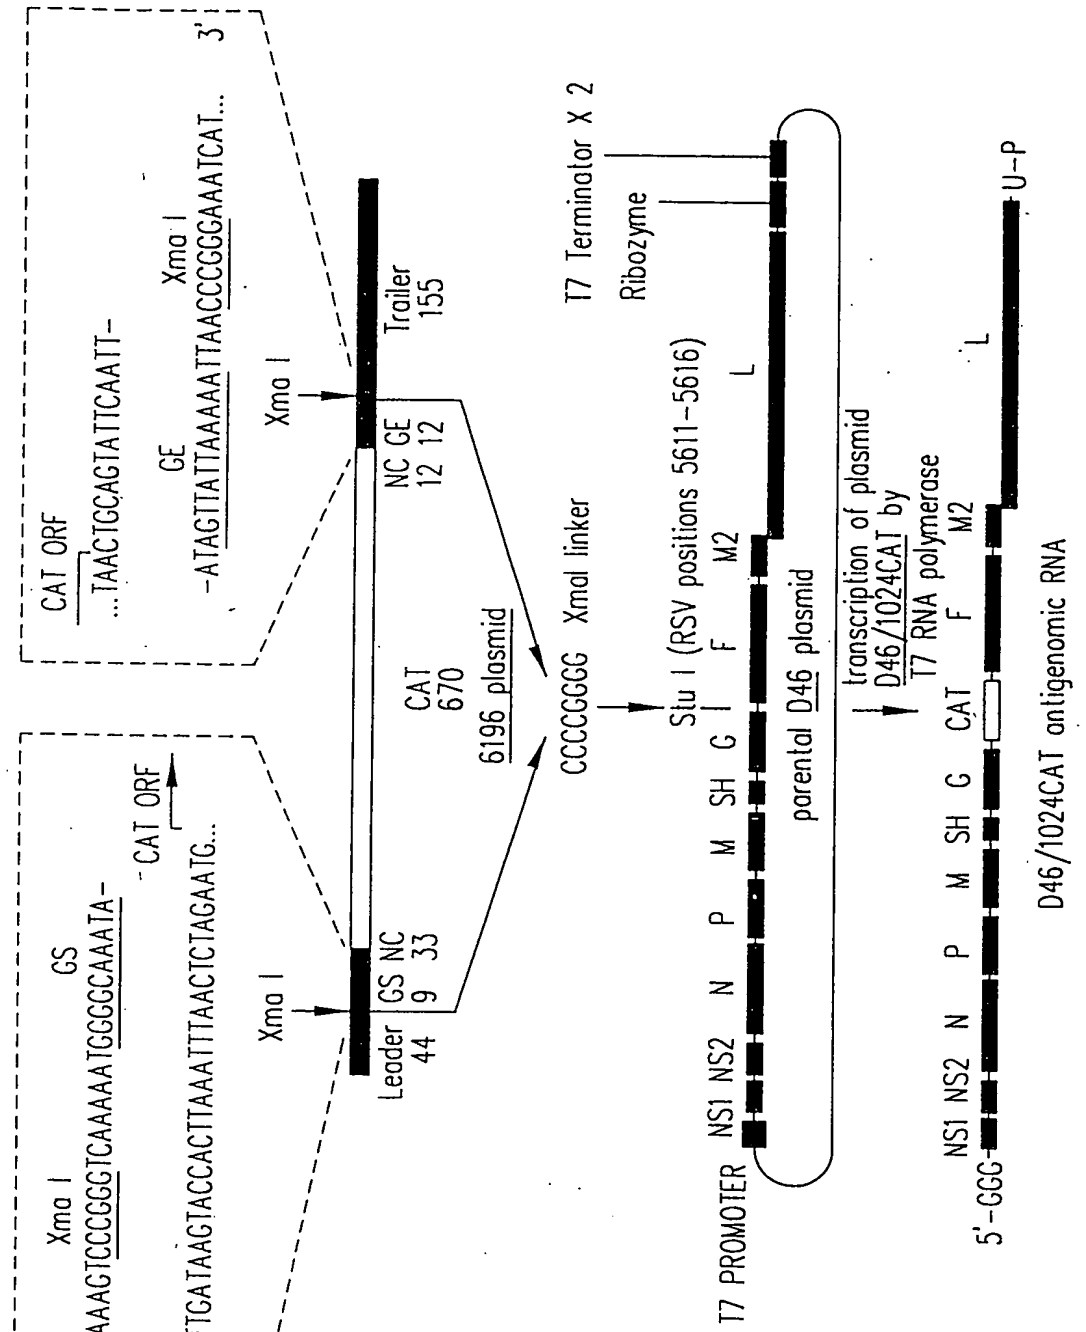 Xma I
GS
AAAGTCCCGGGTCAAAAATGGGGCAAATA-
CAT ORF
TGATAAGTACCACTTAAATTTAACTCTAGAATG...
CAT ORF
...TAACTGCAGTATTCAATT-
GE
Xma I
3'
-ATAGTTATTAAAAATTAACCCGGGAAATCAT...
Xma I
Xma I
Leader
44
GS NC
9 33
CAT
670
NC GE
12 12
Trailer
155
6196 plasmid
CCCCGGGG XmaI linker
Stu I (RSV positions 5611-5616)
T7 Terminator X 2
Ribozyme
T7 PROMOTER
NS1 NS2 N P M SH G F M2 L
parental D46 plasmid
transcription of plasmid
D46/1024CAT by
T7 RNA polymerase
NS1 NS2 N P M SH G CAT F M2 L
5'-GGG
U-P
D46/1024CAT antigenomic RNA